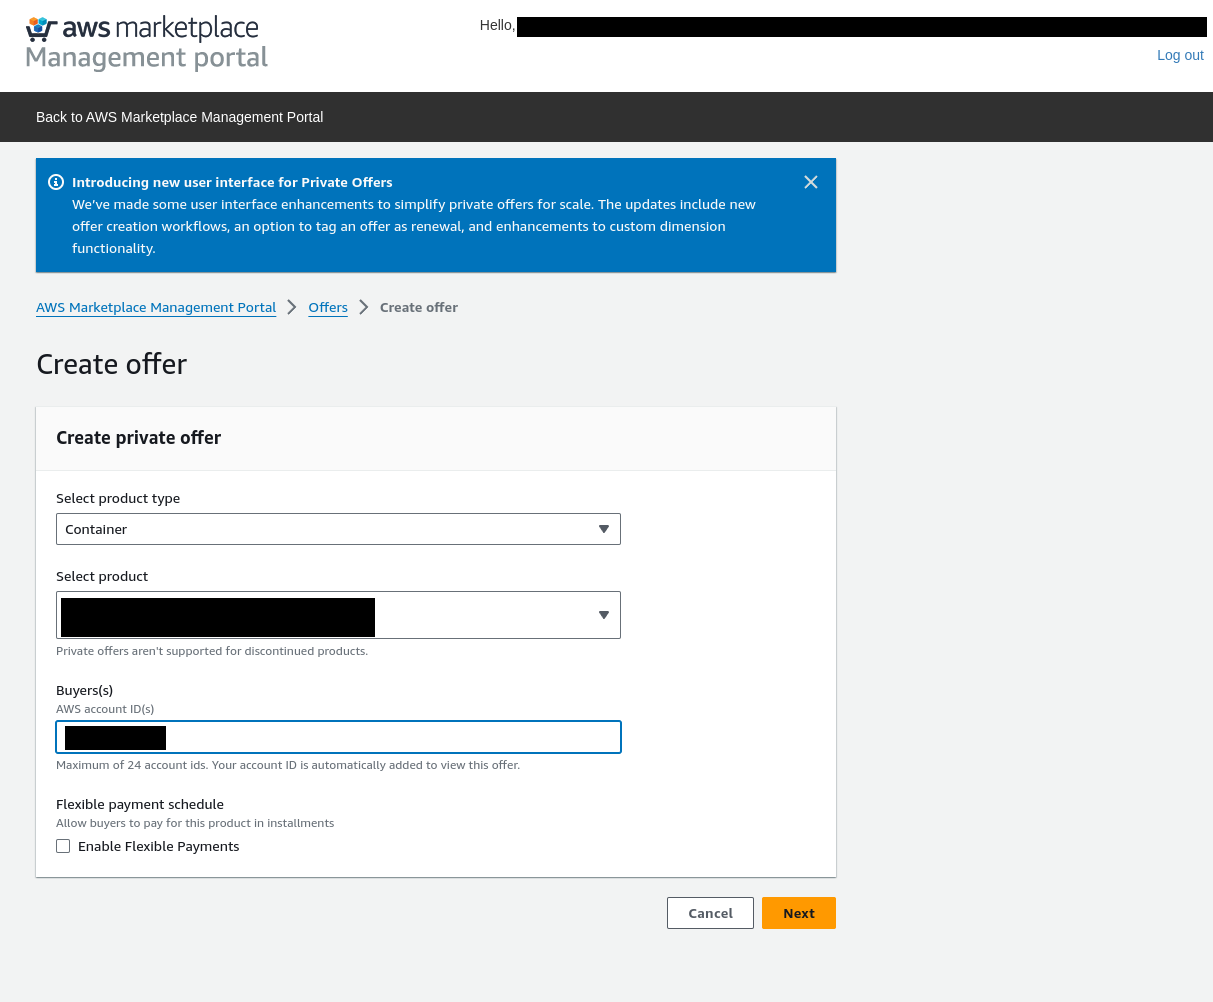 aws marketplace
Management portal
Hello,
Log out
Back to AWS Marketplace Management Portal
Introducing new user interface for Private Offers
We've made some user interface enhancements to simplify private offers for scale. The updates include new
offer creation workflows, an option to tag an offer as renewal, and enhancements to custom dimension
functionality.
AWS Marketplace Management Portal > Offers > Create offer
Create offer
Create private offer
Select product type
Container
Select product
Private offers aren't supported for discontinued products.
Buyers(s)
AWS account ID(s)
Maximum of 24 account ids. Your account ID is automatically added to view this offer.
Flexible payment schedule
Allow buyers to pay for this product in installments
Enable Flexible Payments
Cancel Next